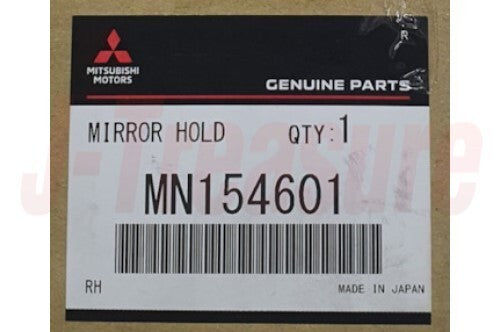 R
MITSUBISHI
MOTORS
GENUINE PARTS
MIRROR HOLD QTY:1
MN154601
J-Treasure
RH MADE IN JAPAN